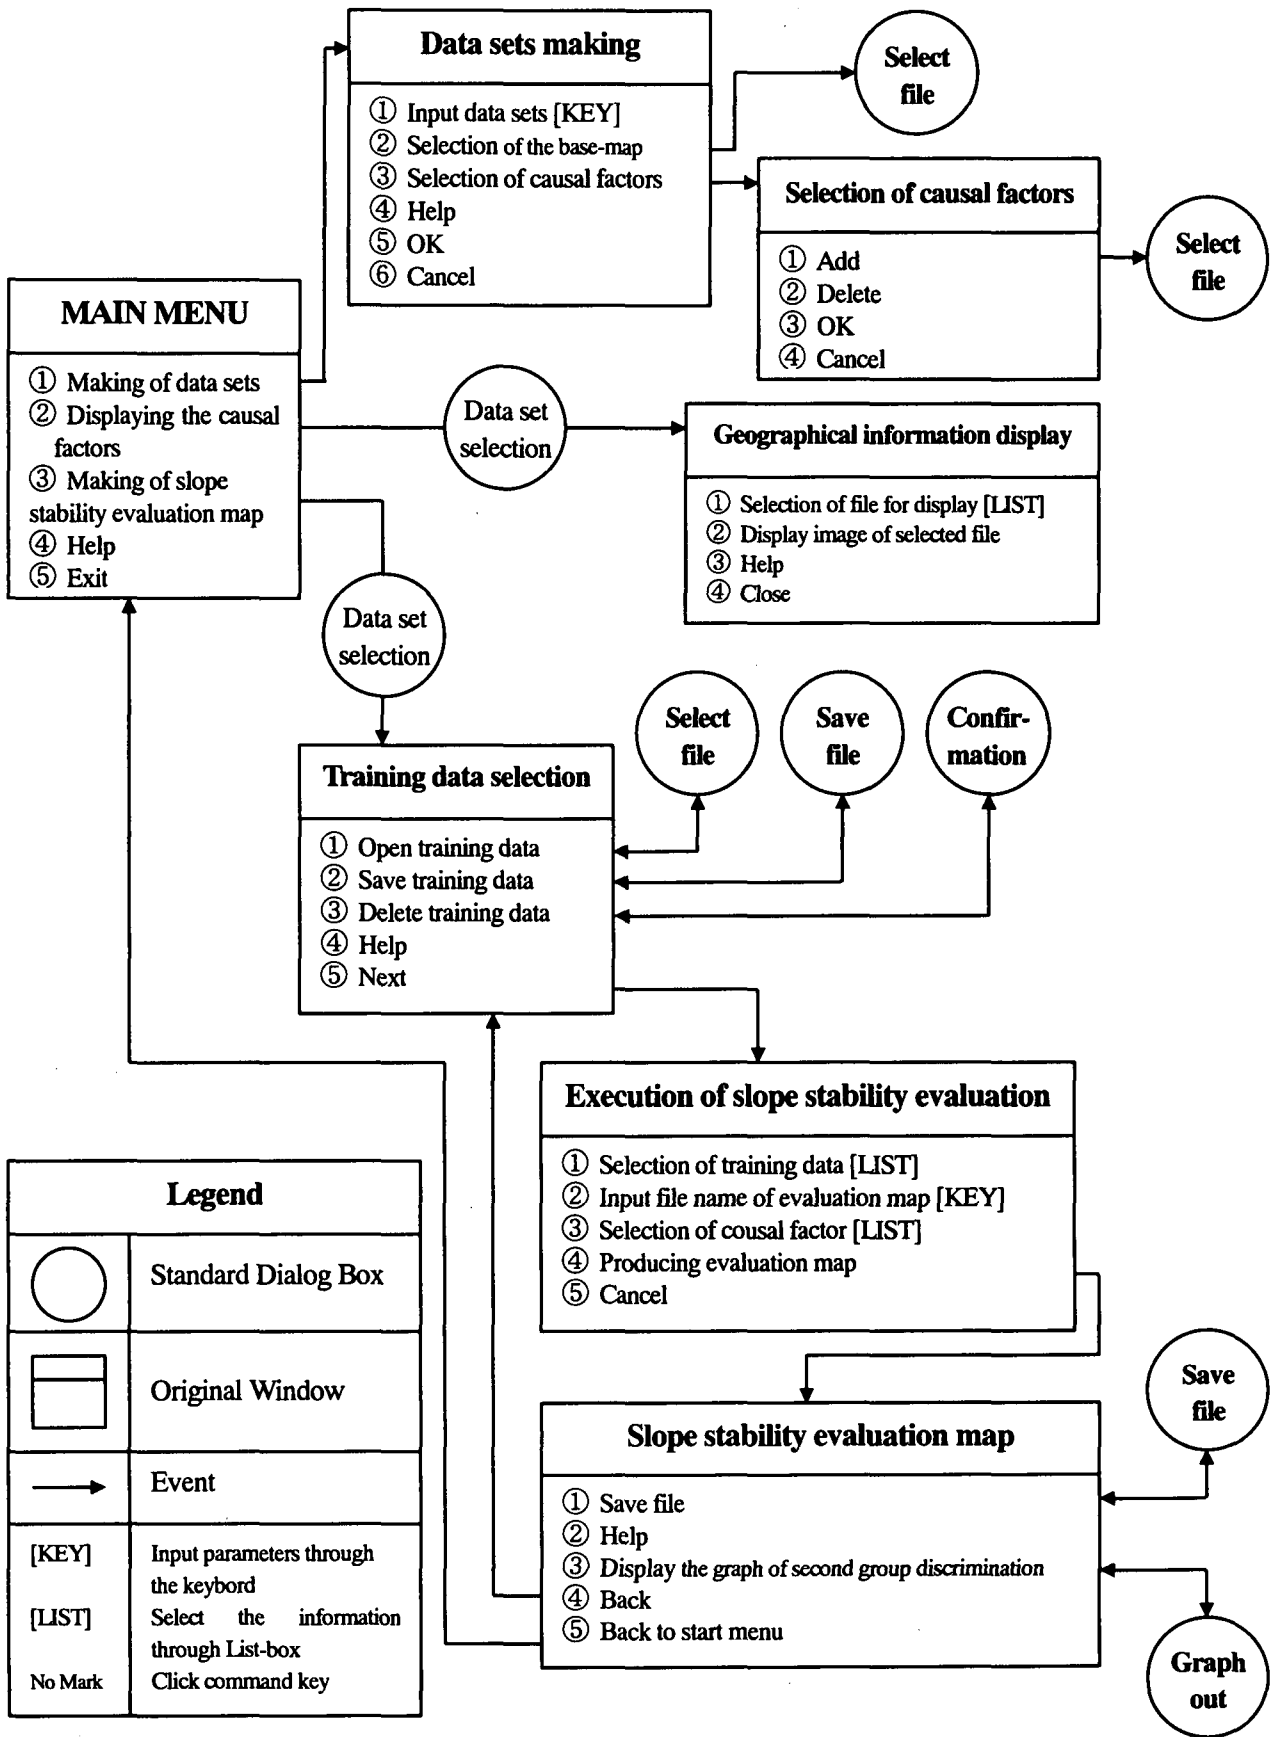 Data sets making
① Input data sets [KEY]
② Selection of the base-map
③ Selection of causal factors
④ Help
⑤ OK
⑥ Cancel
Select
file
Selection of causal factors
① Add
② Delete
③ OK
④ Cancel
Select
file
MAIN MENU
① Making of data sets
② Displaying the causal
factors
③ Making of slope
stability evaluation map
④ Help
⑤ Exit
Data set
selection
Geographical information display
① Selection of file for display [LIST]
② Display image of selected file
③ Help
④ Close
Data set
selection
Training data selection
① Open training data
② Save training data
③ Delete training data
④ Help
⑤ Next
Select
file
Save
file
Confir-
mation
Execution of slope stability evaluation
① Selection of training data [LIST]
② Input file name of evaluation map [KEY]
③ Selection of cousal factor [LIST]
④ Producing evaluation map
⑤ Cancel
Slope stability evaluation map
① Save file
② Help
③ Display the graph of second group discrimination
④ Back
⑤ Back to start menu
Save
file
Graph
out
Legend
Standard Dialog Box
Original Window
Event
[KEY] Input parameters through
the keybord
[LIST] Select the information
through List-box
No Mark Click command key